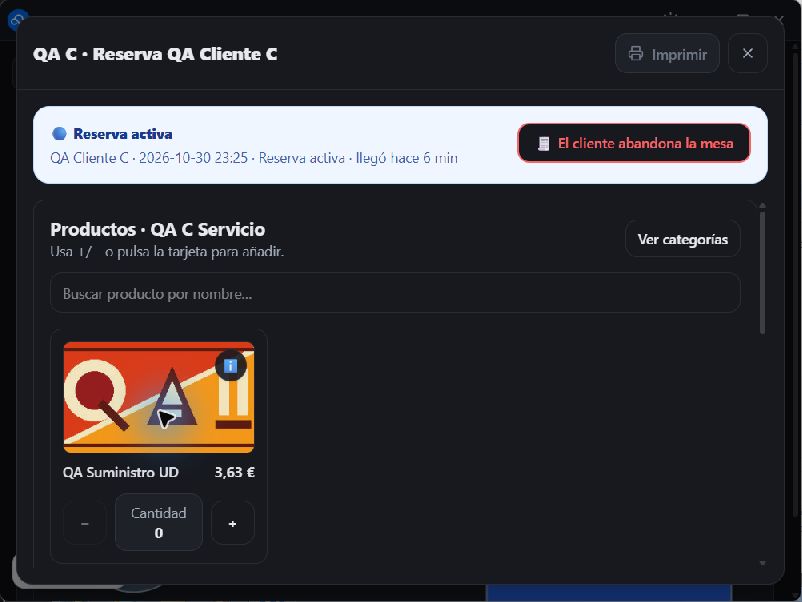 QA C · Reserva QA Cliente C
Imprimir
Reserva activa
QA Cliente C · 2026-10-30 23:25 · Reserva activa · llegó hace 6 min
El cliente abandona la mesa
Productos · QA C Servicio
Usa +/− o pulsa la tarjeta para añadir.
Ver categorías
Buscar producto por nombre...
QA Suministro UD 3,63 €
Cantidad
− 0 +